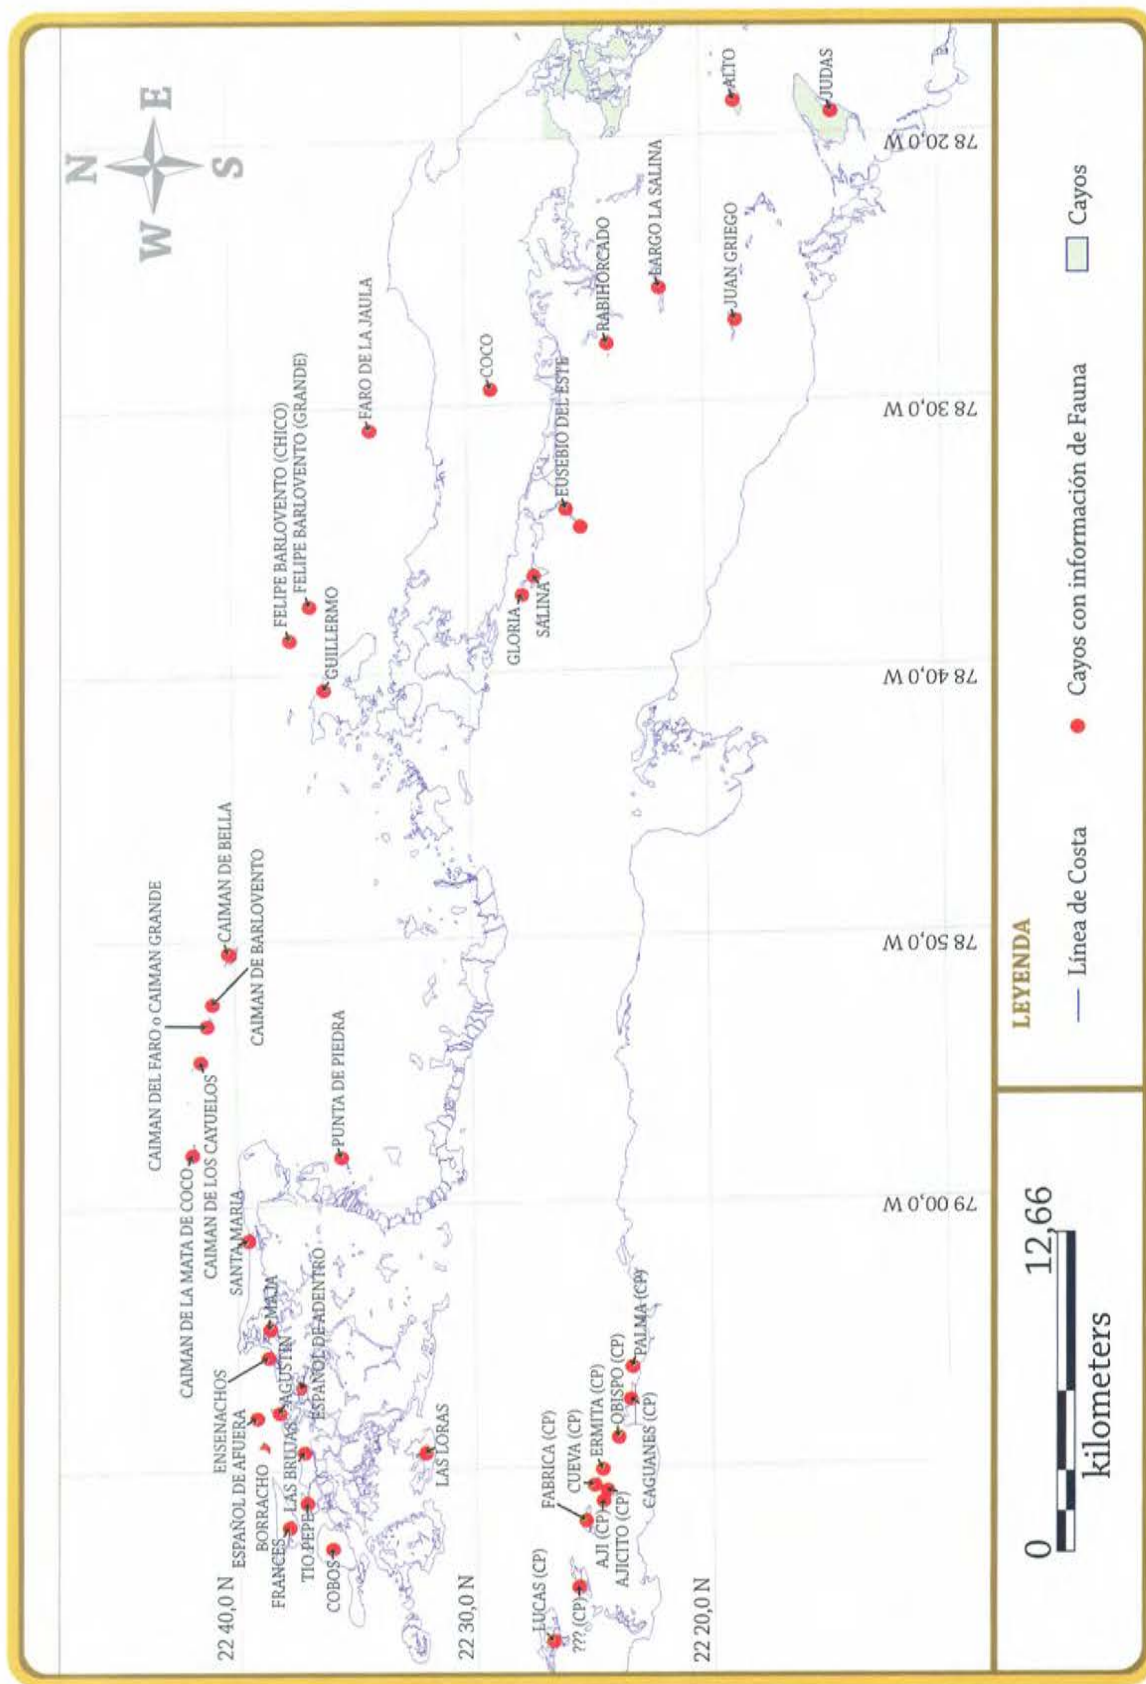 N
W
E
S
CAIMAN DEL FARO o CAIMAN GRANDE
CAIMAN DE LA MATA DE COCO
CAIMAN DE LOS CAYUELOS
CAIMAN DE BELLA
CAIMAN DE BARLOVENTO
SANTA MARIA
FELIPE BARLOVENTO (CHICO)
FELIPE BARLOVENTO (GRANDE)
GUILLERMO
FARO DE LA JAULA
COCO
22 40,0 N
ENSENACHOS
MAJA
ESPAÑOL DE AFUERA
AGUSTIN
BORRACHO
LAS BRUJAS
ESPAÑOL DE ADENTRO
FRANCES
TIO PEPE
COBOS
PUNTA DE PIEDRA
LAS LORAS
22 30,0 N
GLORIA
SALINA
EUSEBIO DEL ESTE
RABIHORCADO
LARGO LA SALINA
JUAN GRIEGO
ALTO
JUDAS
LUCAS (CP)
??? (CP)
FABRICA (CP)
CUEVA (CP)
ERMITA (CP)
AJI (CP)
AJICITO (CP)
OBISPO (CP)
CAGUANES (CP)
PALMA (CP)
22 20,0 N
79 00,0 W
78 50,0 W
78 40,0 W
78 30,0 W
78 20,0 W
0
12,66
kilometers
LEYENDA
Línea de Costa
Cayos con información de Fauna
Cayos